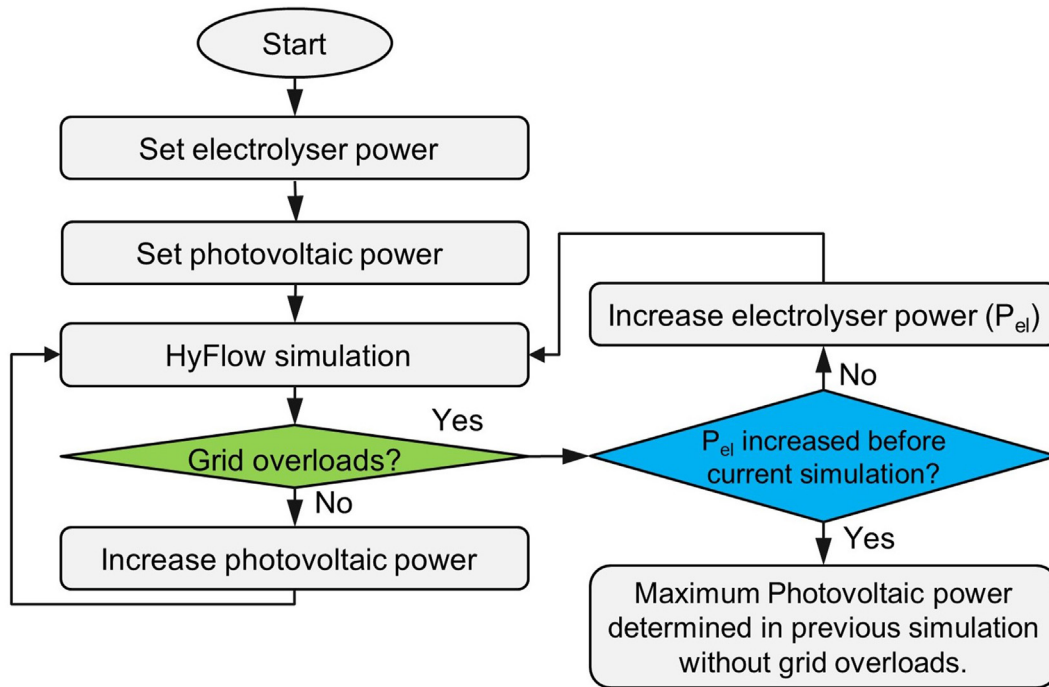 Start
Set electrolyser power
Set photovoltaic power
HyFlow simulation
Grid overloads?
Yes
No
Increase photovoltaic power
Increase electrolyser power (Pel)
No
Pel increased before
current simulation?
Yes
Maximum Photovoltaic power
determined in previous simulation
without grid overloads.